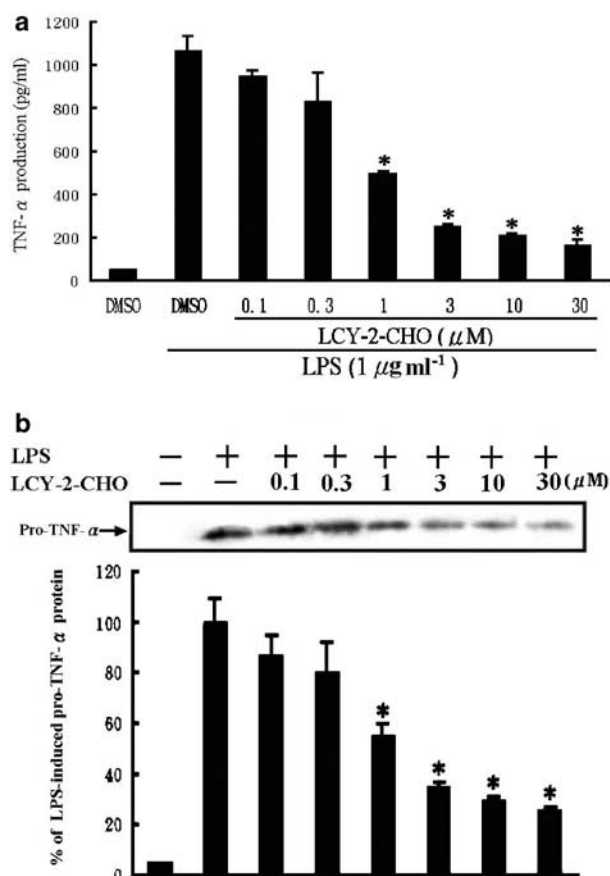 a
TNF-α production (pg/ml)
1200
1000
800
600
400
200
0
* * * *
DMSO DMSO 0.1 0.3 1 3 10 30
LCY-2-CHO (μM)
LPS (1 μg ml⁻¹)
b
LPS — + + + + + + +
LCY-2-CHO — — 0.1 0.3 1 3 10 30 (μM)
Pro-TNF-α
% of LPS-induced pro-TNF-α protein
120
100
80
60
40
20
0
* * * *